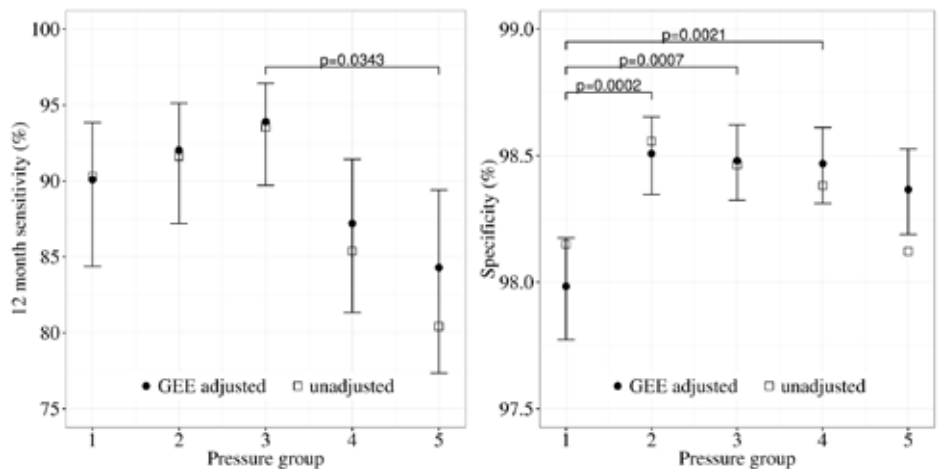 100
95
90
85
80
75
12 month sensitivity (%)
p=0.0343
GEE adjusted unadjusted
1 2 3 4 5
Pressure group
99.0
98.5
98.0
97.5
Specificity (%)
p=0.0021
p=0.0007
p=0.0002
GEE adjusted unadjusted
1 2 3 4 5
Pressure group